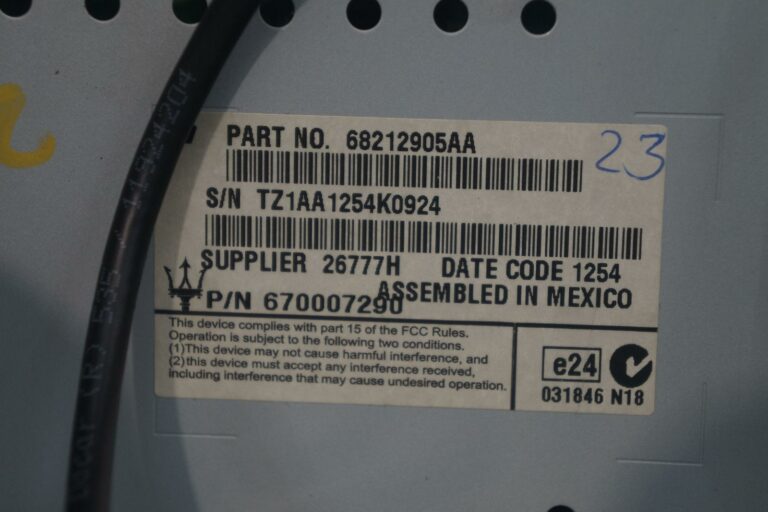 PART NO. 68212905AA
23
S/N TZ1AA1254K0924
SUPPLIER 26777H DATE CODE 1254
P/N 670007290 ASSEMBLED IN MEXICO
This device complies with part 15 of the FCC Rules.
Operation is subject to the following two conditions.
(1)This device may not cause harmful interference, and
(2) this device must accept any interference received,
including interference that may cause undesired operation.
e24
031846 N18